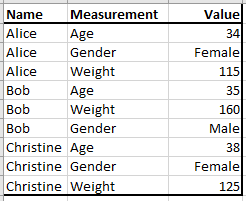 Name Measurement Value
Alice Age 34
Alice Gender Female
Alice Weight 115
Bob Age 35
Bob Weight 160
Bob Gender Male
Christine Age 38
Christine Gender Female
Christine Weight 125